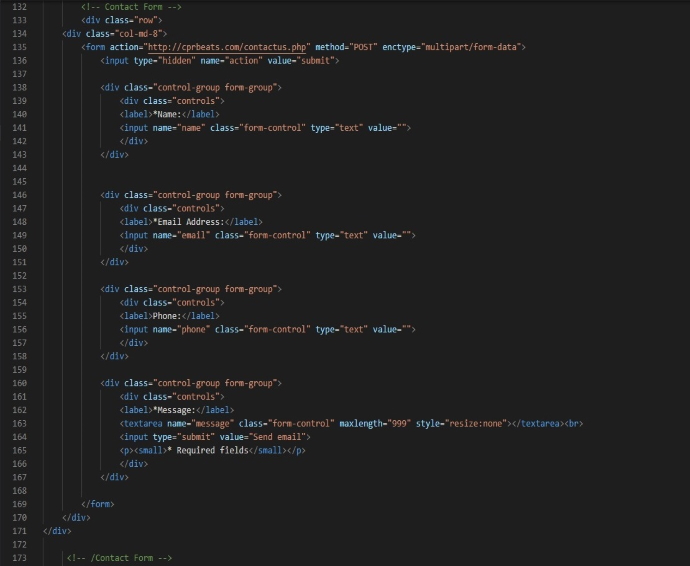 132 <!-- Contact Form -->
133 <div class="row">
134 <div class="col-md-8">
135 <form action="http://cprbeats.com/contactus.php" method="POST" enctype="multipart/form-data">
136 <input type="hidden" name="action" value="submit">
137
138 <div class="control-group form-group">
139 <div class="controls">
140 <label>*Name:</label>
141 <input name="name" class="form-control" type="text" value="">
142 </div>
143 </div>
144
145
146 <div class="control-group form-group">
147 <div class="controls">
148 <label>*Email Address:</label>
149 <input name="email" class="form-control" type="text" value="">
150 </div>
151 </div>
152
153 <div class="control-group form-group">
154 <div class="controls">
155 <label>Phone:</label>
156 <input name="phone" class="form-control" type="text" value="">
157 </div>
158 </div>
159
160 <div class="control-group form-group">
161 <div class="controls">
162 <label>*Message:</label>
163 <textarea name="message" class="form-control" maxlength="999" style="resize:none"></textarea><br>
164 <input type="submit" value="Send email">
165 <p><small>* Required fields</small></p>
166 </div>
167 </div>
168
169 </form>
170 </div>
171 </div>
172
173 <!-- /Contact Form -->